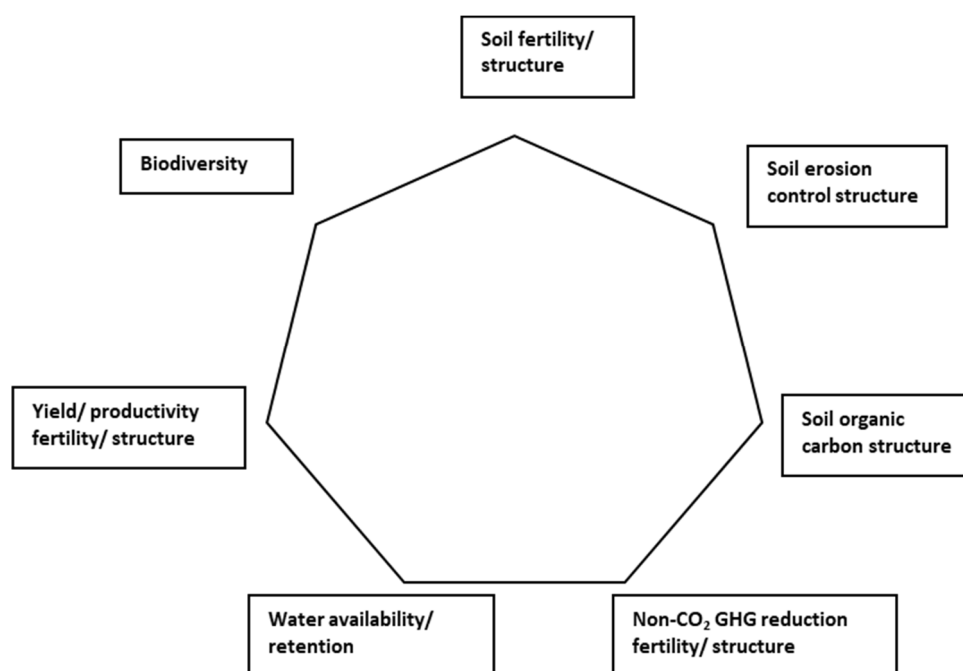 Soil fertility/
structure
Biodiversity
Soil erosion
control structure
Yield/ productivity
fertility/ structure
Soil organic
carbon structure
Water availability/
retention
Non-CO₂ GHG reduction
fertility/ structure